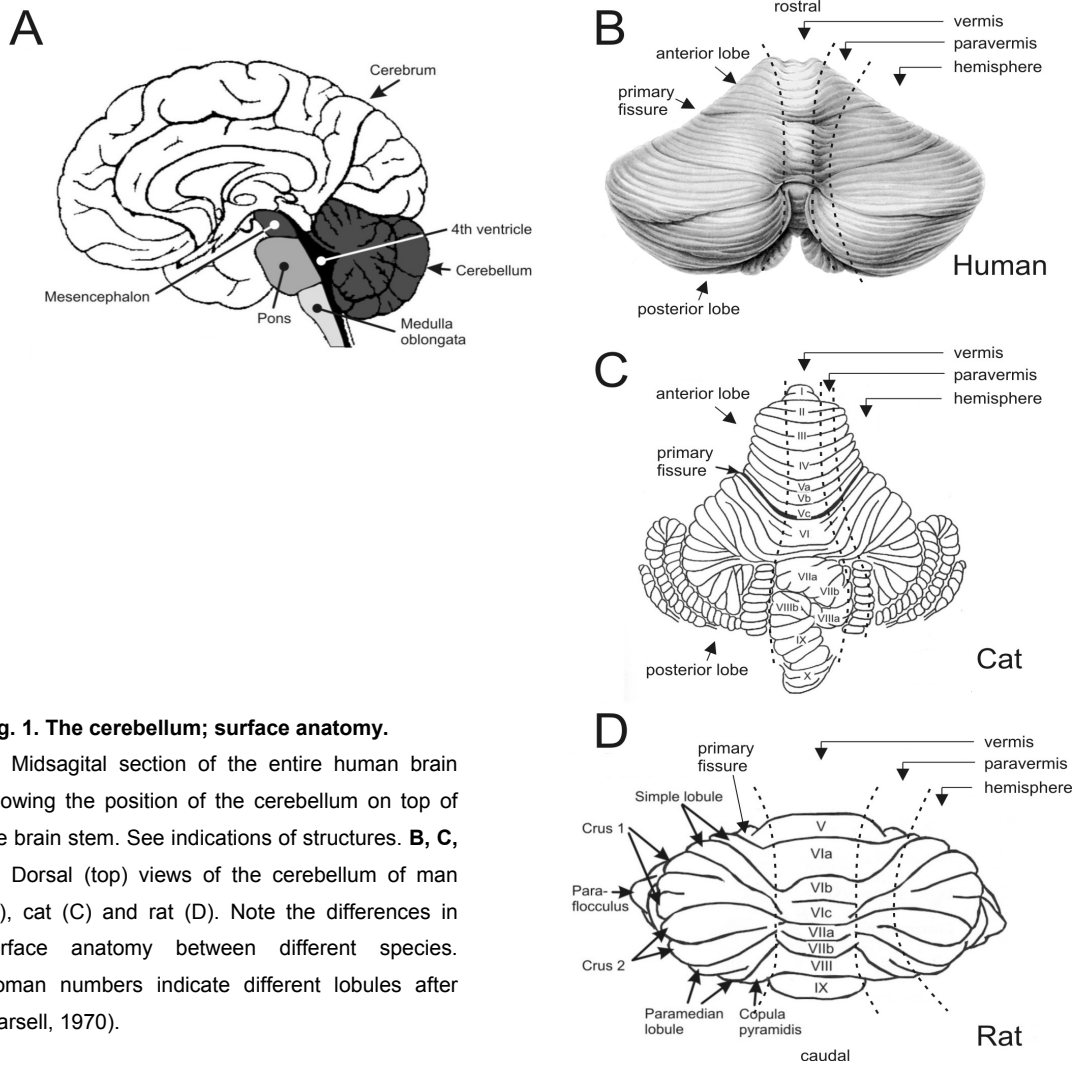 A
Cerebrum
4th ventricle
Cerebellum
Mesencephalon
Pons
Medulla
oblongata
rostral
B
vermis
paravermis
hemisphere
anterior lobe
primary
fissure
Human
posterior lobe
C
vermis
paravermis
hemisphere
anterior lobe
primary
fissure
I
II
III
IV
Va
Vb
Vc
VI
VIIa
VIIb
VIIIb
VIIIa
IX
X
posterior lobe
Cat
g. 1. The cerebellum; surface anatomy.
Midsagital section of the entire human brain
owing the position of the cerebellum on top of
e brain stem. See indications of structures. B, C,
Dorsal (top) views of the cerebellum of man
), cat (C) and rat (D). Note the differences in
rface anatomy between different species.
oman numbers indicate different lobules after
arsell, 1970).
D
vermis
paravermis
hemisphere
primary
fissure
Simple lobule
Crus 1
Para-
flocculus
Crus 2
Paramedian
lobule
Copula
pyramidis
V
VIa
VIb
VIc
VIIa
VIIb
VIII
IX
Rat
caudal